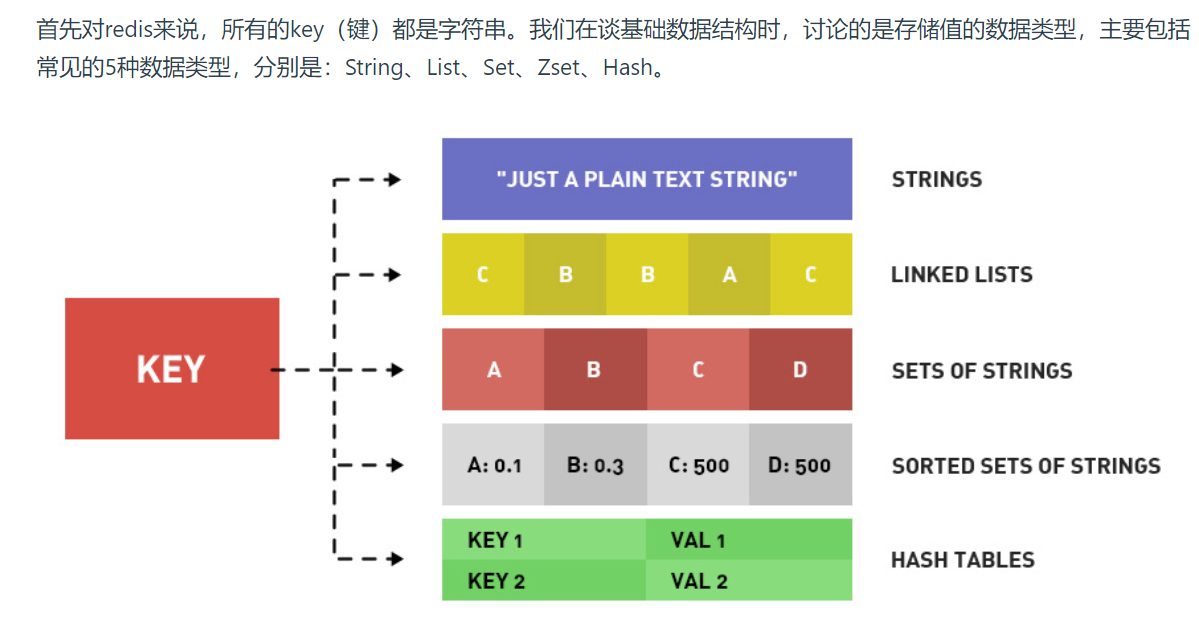 首先对redis来说，所有的key（键）都是字符串。我们在谈基础数据结构时，讨论的是存储值的数据类型，主要包括
常见的5种数据类型，分别是：String、List、Set、Zset、Hash。
"JUST A PLAIN TEXT STRING" STRINGS
C B B A C LINKED LISTS
KEY
A B C D SETS OF STRINGS
A: 0.1 B: 0.3 C: 500 D: 500 SORTED SETS OF STRINGS
KEY 1 VAL 1
HASH TABLES
KEY 2 VAL 2